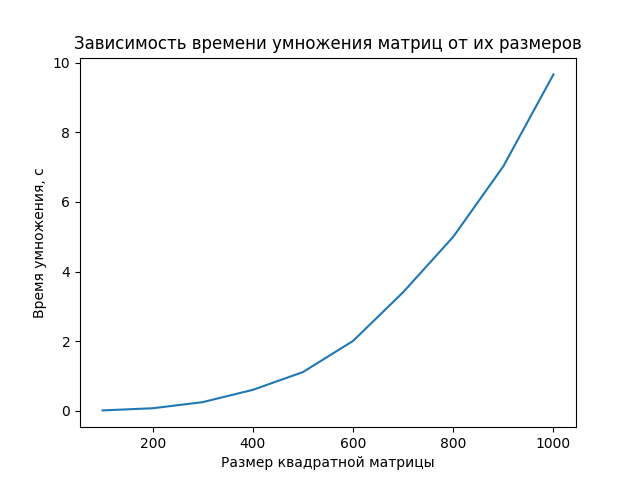 Зависимость времени умножения матриц от их размеров
10
8
6
4
2
0
Время умножения, с
200 400 600 800 1000
Размер квадратной матрицы